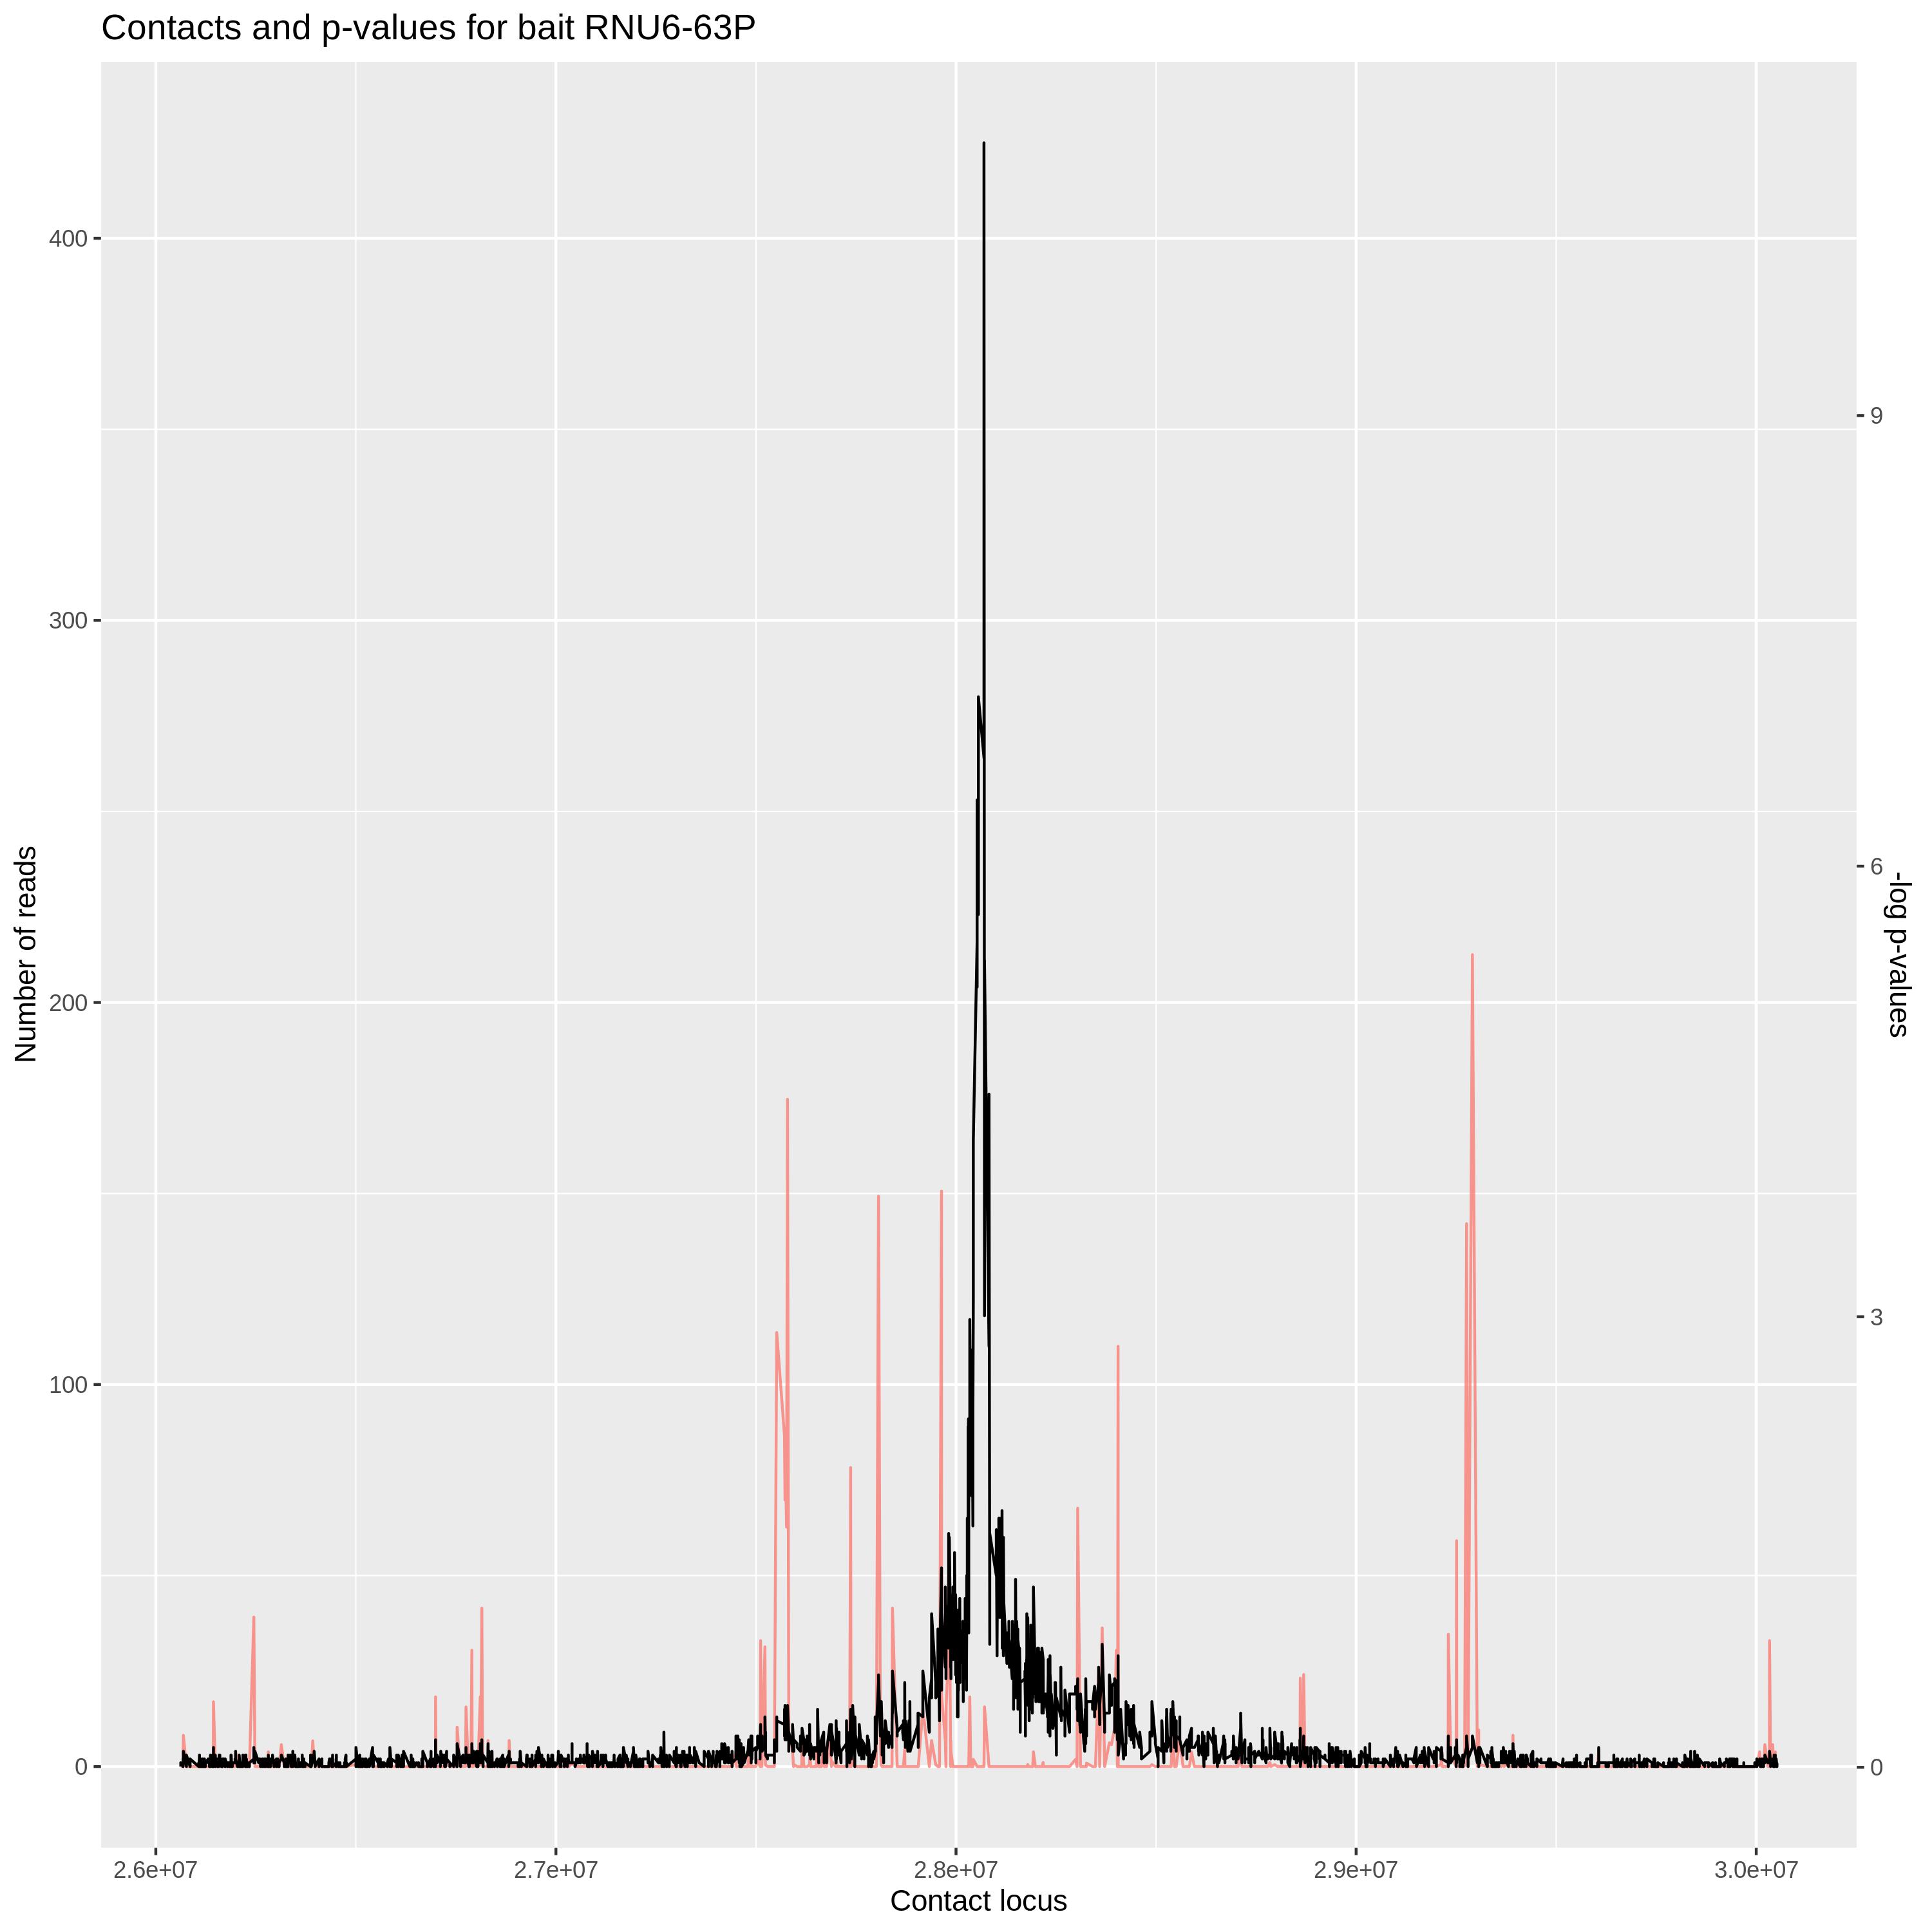 Contacts and p-values for bait RNU6-63P
400
300
200
100
0
9
6
3
0
Number of reads
-log p-values
2.6e+07
2.7e+07
2.8e+07
2.9e+07
3.0e+07
Contact locus